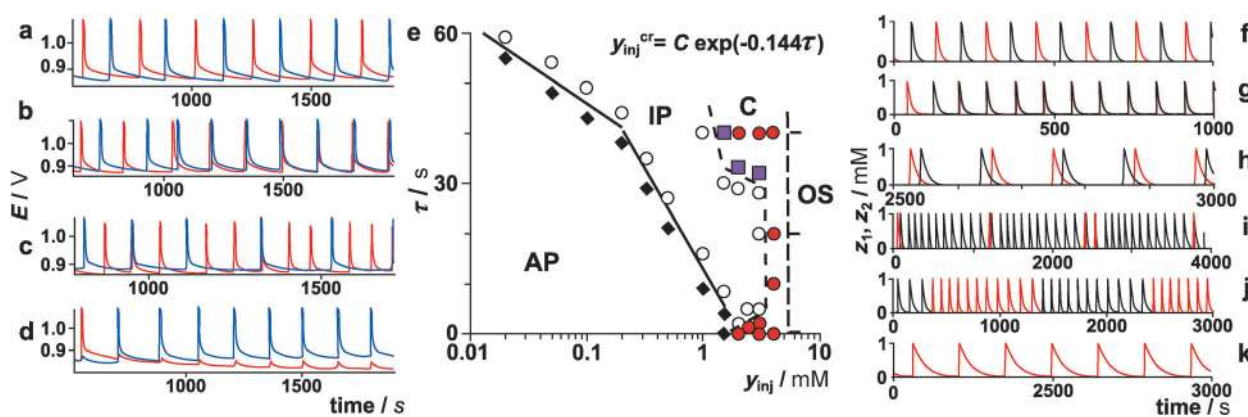 a
1.0
0.9
1000 1500
b
1.0
0.9
1000 1500
E / V
c
1.0
0.9
1000 1500
d
1.0
0.9
1000 1500
time / s
e
60
30
0
τ / s
y_inj^cr = C exp(-0.144τ)
IP
C
OS
AP
0.01 0.1 1 10
y_inj / mM
z₁, z₂ / mM
1
0
f
1
0
g
0 500 1000
1
0
h
2500 3000
1
0
i
0 2000 4000
1
0
j
0 1000 2000 3000
1
0
k
2500 3000
time / s